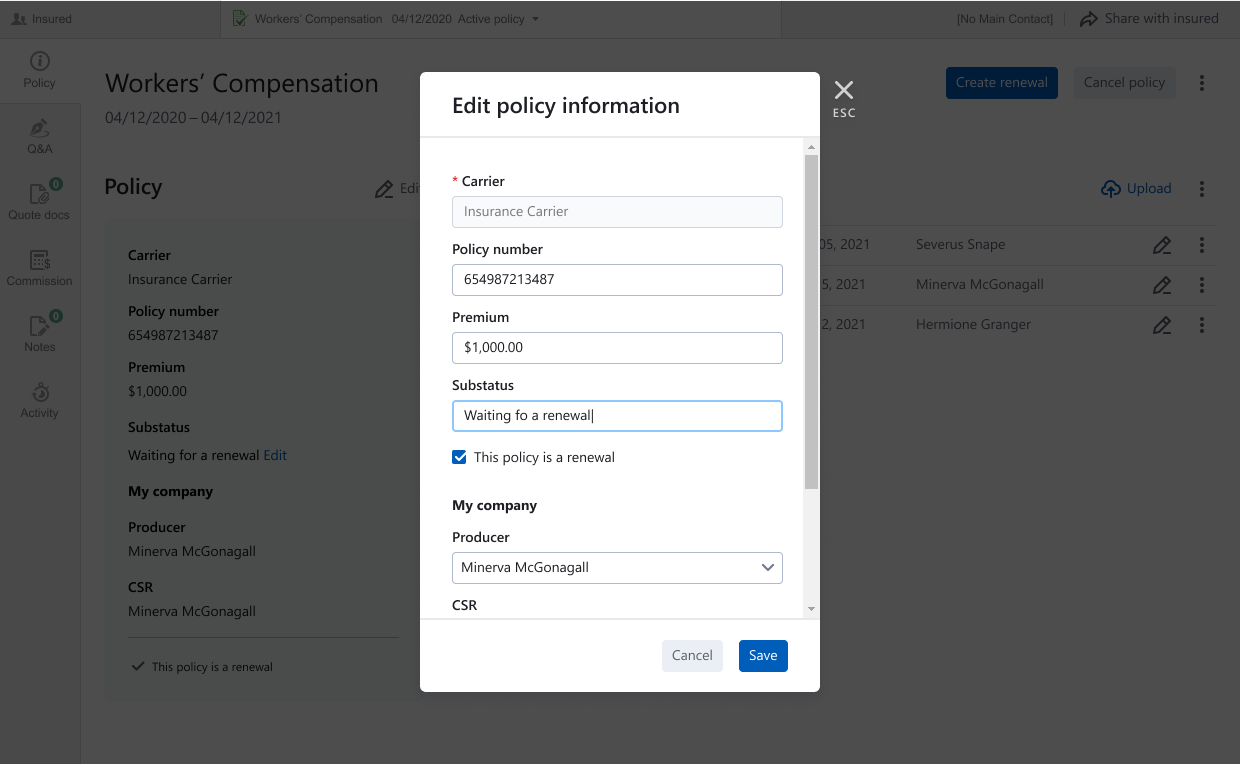 Insured
Workers' Compensation 04/12/2020 Active policy
[No Main Contact]
Share with insured
Policy
Q&A
0
Quote docs
Commission
0
Notes
Activity
Workers' Compensation
04/12/2020 – 04/12/2021
Create renewal
Cancel policy
Policy
Edi
Upload
Carrier
Insurance Carrier
Policy number
654987213487
Premium
$1,000.00
Substatus
Waiting for a renewal Edit
My company
Producer
Minerva McGonagall
CSR
Minerva McGonagall
This policy is a renewal
05, 2021 Severus Snape
5, 2021 Minerva McGonagall
2, 2021 Hermione Granger
Edit policy information
ESC
* Carrier
Insurance Carrier
Policy number
654987213487
Premium
$1,000.00
Substatus
Waiting fo a renewal
This policy is a renewal
My company
Producer
Minerva McGonagall
CSR
Cancel
Save